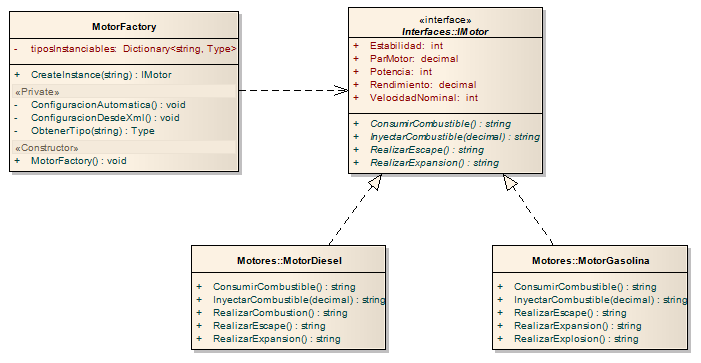 MotorFactory
- tiposInstanciables: Dictionary<string, Type>
+ CreateInstance(string) : IMotor
«Private»
- ConfiguracionAutomatica() : void
- ConfiguracionDesdeXml() : void
- ObtenerTipo(string) : Type
«Constructor»
+ MotorFactory() : void
«interface»
Interfaces::IMotor
+ Estabilidad: int
+ ParMotor: decimal
+ Potencia: int
+ Rendimiento: decimal
+ VelocidadNominal: int
+ ConsumirCombustible() : string
+ InyectarCombustible(decimal) : string
+ RealizarEscape() : string
+ RealizarExpansion() : string
Motores::MotorDiesel
+ ConsumirCombustible() : string
+ InyectarCombustible(decimal) : string
+ RealizarCombustion() : string
+ RealizarEscape() : string
+ RealizarExpansion() : string
Motores::MotorGasolina
+ ConsumirCombustible() : string
+ InyectarCombustible(decimal) : string
+ RealizarEscape() : string
+ RealizarExpansion() : string
+ RealizarExplosion() : string